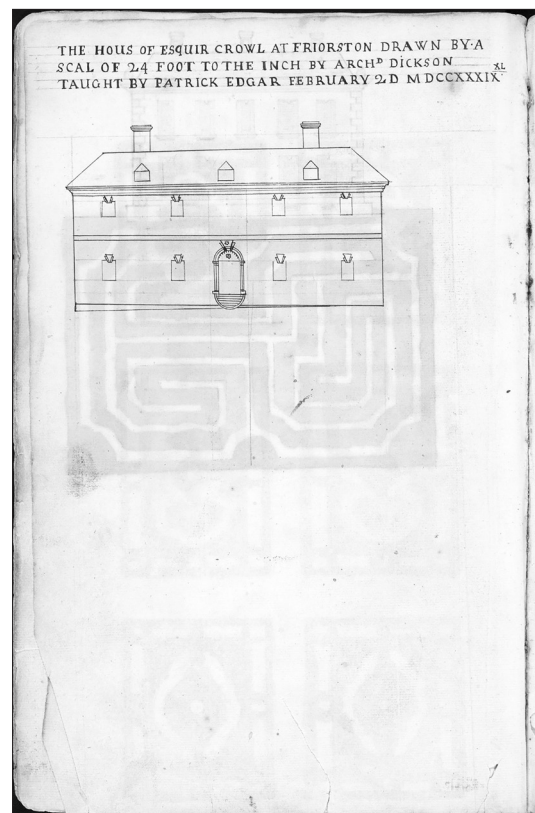 THE HOUS OF ESQUIR CROWL AT FRIORSTON DRAWN BY·A
SCAL OF 24 FOOT TO THE INCH BY ARCHD DICKSON
XL
TAUGHT BY PATRICK EDGAR FEBRUARY 2D MDCCXXXIX